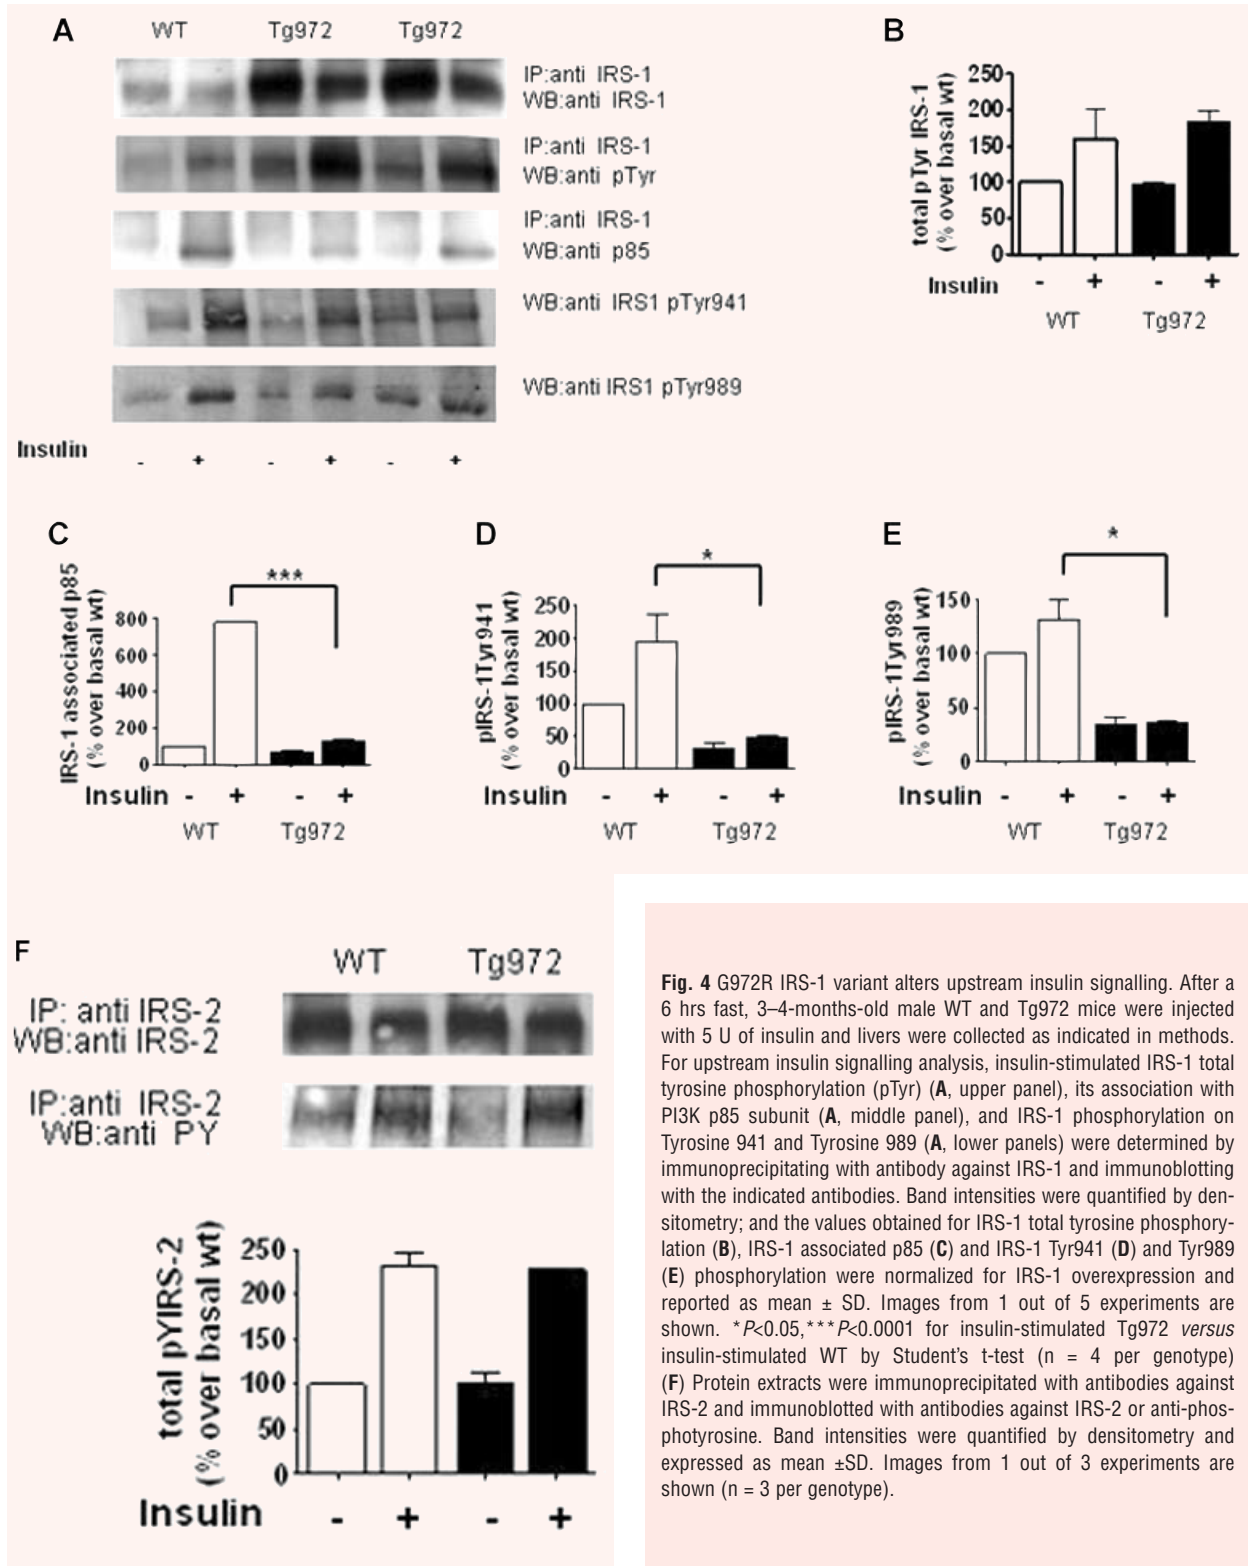 A
WT Tg972 Tg972
IP:anti IRS-1
WB:anti IRS-1
IP:anti IRS-1
WB:anti pTyr
IP:anti IRS-1
WB:anti p85
WB:anti IRS1 pTyr941
WB:anti IRS1 pTyr989
Insulin - + - + - +
B
total pTyr IRS-1
(% over basal wt)
250
200
150
100
50
0
Insulin - + - +
WT Tg972
C
IRS-1 associated p85
(% over basal wt)
800
600
400
200
0
***
Insulin - + - +
WT Tg972
D
pIRS-1Tyr941
(% over basal wt)
250
200
150
100
50
0
*
Insulin - + - +
WT Tg972
E
pIRS-1Tyr989
(% over basal wt)
150
100
50
0
*
Insulin - + - +
WT Tg972
F
WT Tg972
IP: anti IRS-2
WB:anti IRS-2
IP:anti IRS-2
WB:anti PY
total pYIRS-2
(% over basal wt)
250
200
150
100
50
0
Insulin - + - +
Fig. 4 G972R IRS-1 variant alters upstream insulin signalling. After a
6 hrs fast, 3–4-months-old male WT and Tg972 mice were injected
with 5 U of insulin and livers were collected as indicated in methods.
For upstream insulin signalling analysis, insulin-stimulated IRS-1 total
tyrosine phosphorylation (pTyr) (A, upper panel), its association with
PI3K p85 subunit (A, middle panel), and IRS-1 phosphorylation on
Tyrosine 941 and Tyrosine 989 (A, lower panels) were determined by
immunoprecipitating with antibody against IRS-1 and immunoblotting
with the indicated antibodies. Band intensities were quantified by den-
sitometry; and the values obtained for IRS-1 total tyrosine phosphory-
lation (B), IRS-1 associated p85 (C) and IRS-1 Tyr941 (D) and Tyr989
(E) phosphorylation were normalized for IRS-1 overexpression and
reported as mean ± SD. Images from 1 out of 5 experiments are
shown. *P<0.05,***P<0.0001 for insulin-stimulated Tg972 versus
insulin-stimulated WT by Student's t-test (n = 4 per genotype)
(F) Protein extracts were immunoprecipitated with antibodies against
IRS-2 and immunoblotted with antibodies against IRS-2 or anti-phos-
photyrosine. Band intensities were quantified by densitometry and
expressed as mean ±SD. Images from 1 out of 3 experiments are
shown (n = 3 per genotype).